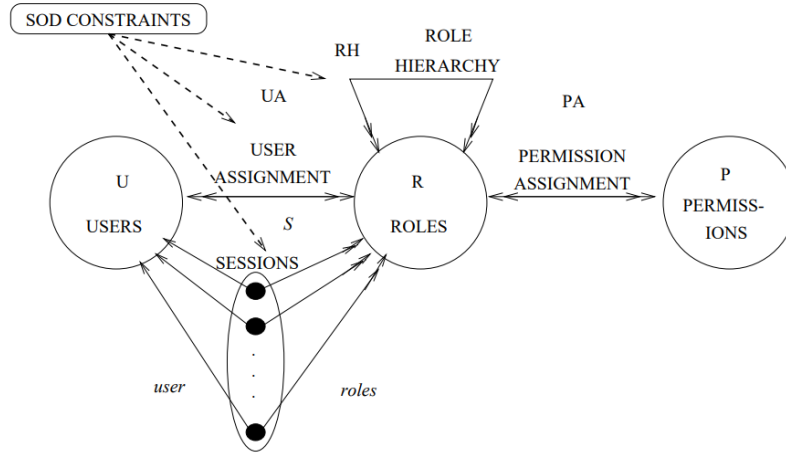 SOD CONSTRAINTS
RH
ROLE
HIERARCHY
UA
PA
USER
ASSIGNMENT
PERMISSION
ASSIGNMENT
U
USERS
R
ROLES
P
PERMISS-
IONS
S
SESSIONS
.
.
.
.
user
roles